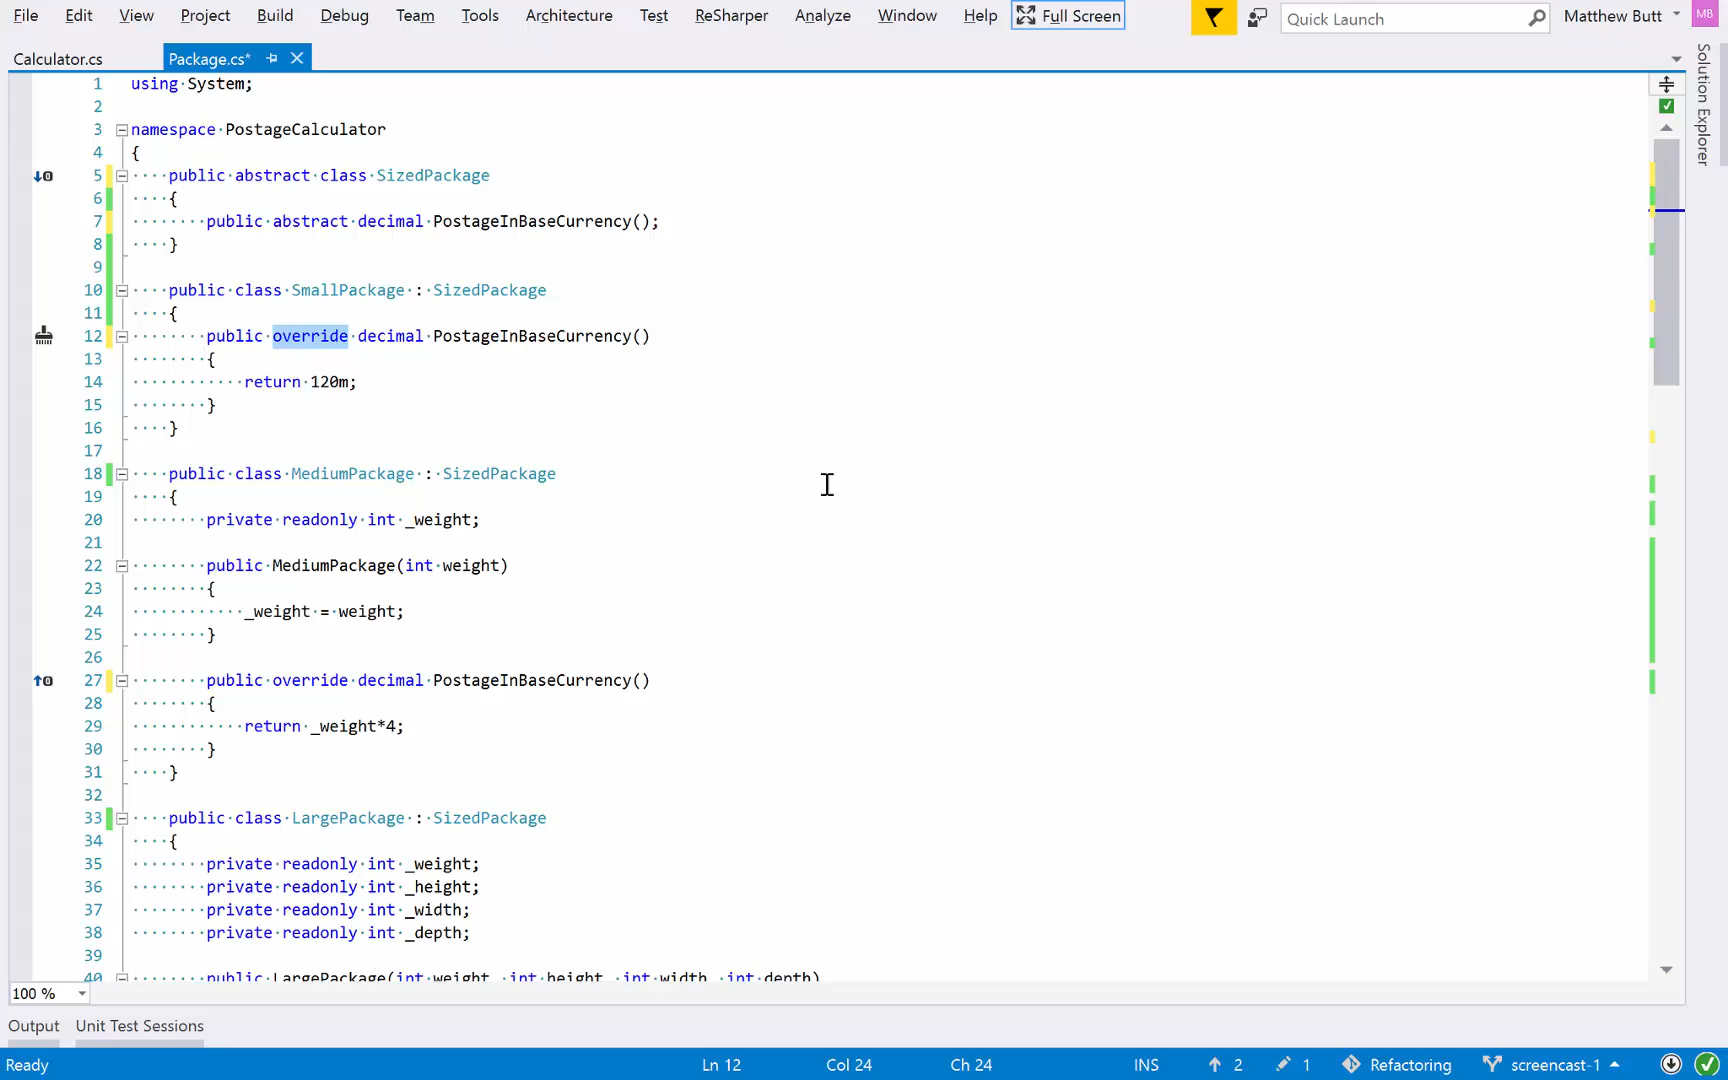 File Edit View Project Build Debug Team Tools Architecture Test ReSharper Analyze Window Help Full Screen Quick Launch Matthew Butt MB
Calculator.cs Package.cs*
Solution Explorer
1 using System;
2
3 namespace PostageCalculator
4 {
5 public abstract class SizedPackage
6 {
7 public abstract decimal PostageInBaseCurrency();
8 }
9
10 public class SmallPackage : SizedPackage
11 {
12 public override decimal PostageInBaseCurrency()
13 {
14 return 120m;
15 }
16 }
17
18 public class MediumPackage : SizedPackage
19 {
20 private readonly int _weight;
21
22 public MediumPackage(int weight)
23 {
24 _weight = weight;
25 }
26
27 public override decimal PostageInBaseCurrency()
28 {
29 return _weight*4;
30 }
31 }
32
33 public class LargePackage : SizedPackage
34 {
35 private readonly int _weight;
36 private readonly int _height;
37 private readonly int _width;
38 private readonly int _depth;
39
40 public LargePackage(int weight, int height, int width, int depth)
100 %
Output Unit Test Sessions
Ready Ln 12 Col 24 Ch 24 INS 2 1 Refactoring screencast-1